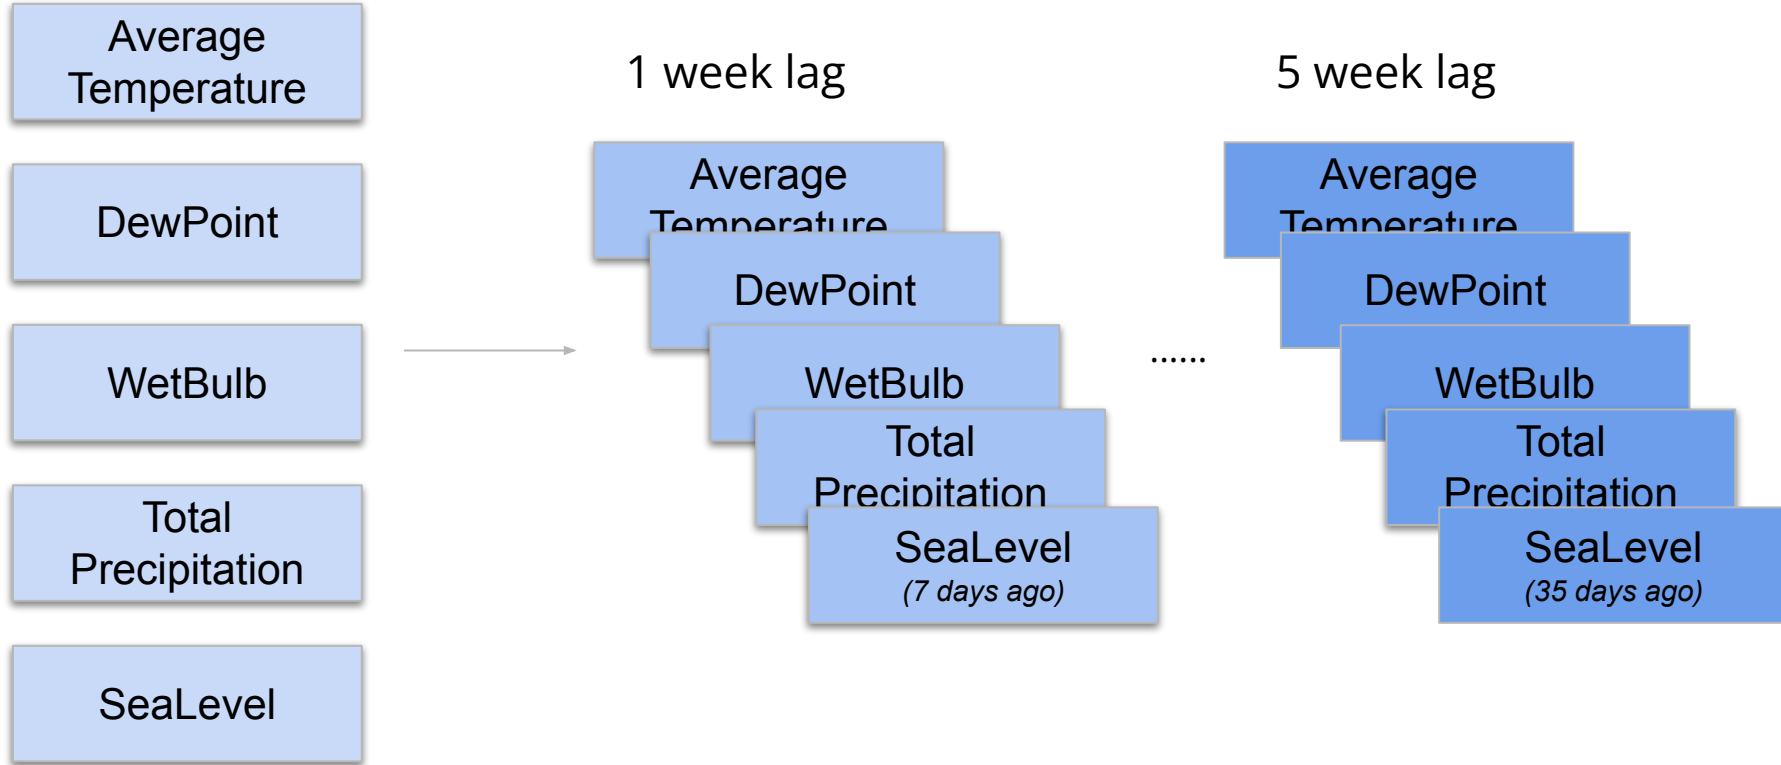 Average
Temperature
DewPoint
WetBulb
Total
Precipitation
SeaLevel
1 week lag
Average
Temperature
DewPoint
WetBulb
Total
Precipitation
SeaLevel
(7 days ago)
......
5 week lag
Average
Temperature
DewPoint
WetBulb
Total
Precipitation
SeaLevel
(35 days ago)